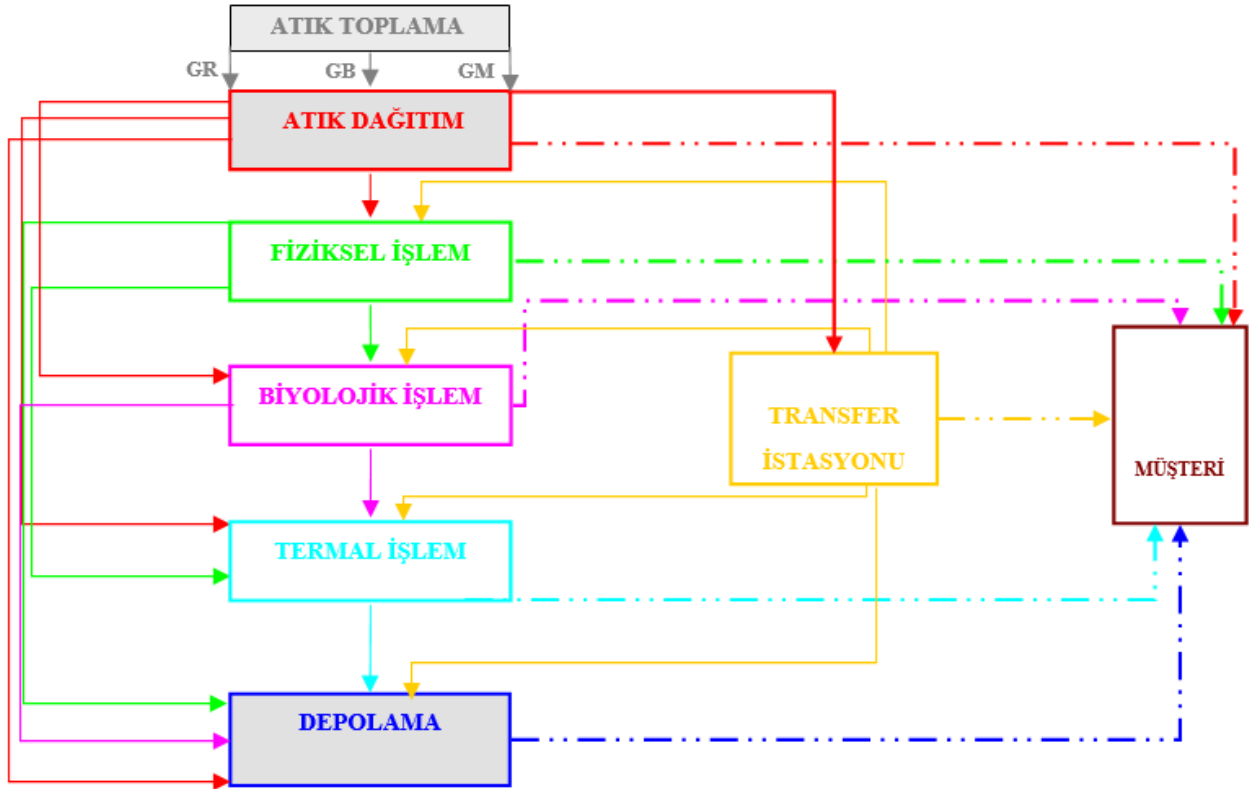 ATIK TOPLAMA
GR
GB
GM
ATIK DAĞITIM
FİZİKSEL İŞLEM
BİYOLOJİK İŞLEM
TRANSFER
İSTASYONU
MÜŞTERİ
TERMAL İŞLEM
DEPOLAMA